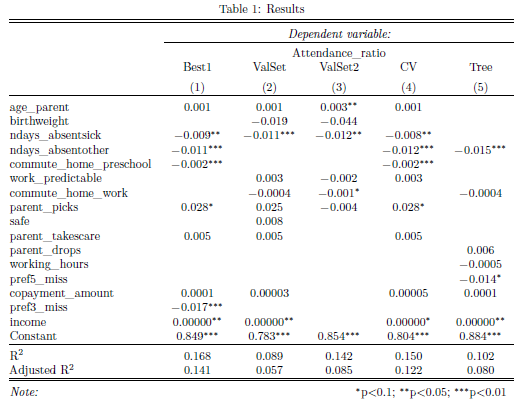 Table 1: Results
Dependent variable:
Attendance_ratio
Best1 ValSet ValSet2 CV Tree
(1) (2) (3) (4) (5)
age_parent 0.001 0.001 0.003** 0.001
birthweight −0.019 −0.044
ndays_absentsick −0.009** −0.011*** −0.012** −0.008**
ndays_absentother −0.011*** −0.012*** −0.015***
commute_home_preschool −0.002*** −0.002***
work_predictable 0.003 −0.002 0.003
commute_home_work −0.0004 −0.001* −0.0004
parent_picks 0.028* 0.025 −0.004 0.028*
safe 0.008
parent_takescare 0.005 0.005 0.005
parent_drops 0.006
working_hours −0.0005
pref5_miss −0.014*
copayment_amount 0.0001 0.00003 0.00005 0.0001
pref3_miss −0.017***
income 0.00000** 0.00000** 0.00000* 0.00000**
Constant 0.849*** 0.783*** 0.854*** 0.804*** 0.884***
R² 0.168 0.089 0.142 0.150 0.102
Adjusted R² 0.141 0.057 0.085 0.122 0.080
Note: *p<0.1; **p<0.05; ***p<0.01